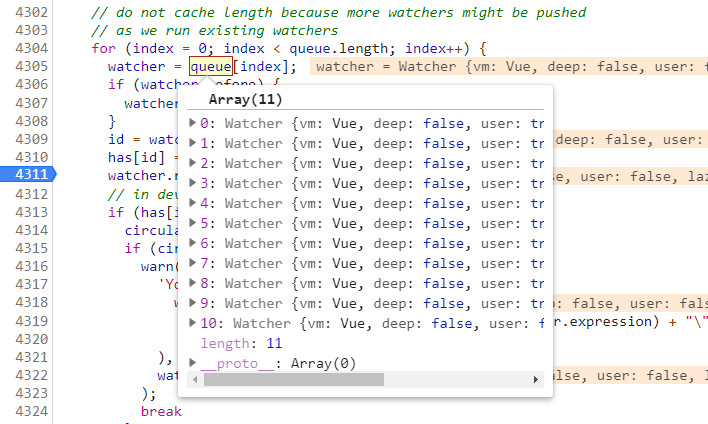 4302 // do not cache length because more watchers might be pushed
4303 // as we run existing watchers
4304 for (index = 0; index < queue.length; index++) {
4305 watcher = queue[index]; watcher = Watcher {vm: Vue, deep: false, user: f
4306 if (watcher efore) {
4307 watcher
4308 }
4309 id = watc deep: false, user:
4310 has[id] =
4311 watcher.r se, user: false, laz
4312 // in dev
4313 if (has[i
4314 circula
4315 if (cir
4316 warn(
4317 'Yo
4318 w p: false, user: fals
4319 r.expression) + "\"
4320
4321 ),
4322 wat alse, user: false, l
4323 );
4324 break
Array(11)
0: Watcher {vm: Vue, deep: false, user: tr
1: Watcher {vm: Vue, deep: false, user: tr
2: Watcher {vm: Vue, deep: false, user: tr
3: Watcher {vm: Vue, deep: false, user: tr
4: Watcher {vm: Vue, deep: false, user: tr
5: Watcher {vm: Vue, deep: false, user: tr
6: Watcher {vm: Vue, deep: false, user: tr
7: Watcher {vm: Vue, deep: false, user: tr
8: Watcher {vm: Vue, deep: false, user: tr
9: Watcher {vm: Vue, deep: false, user: tr
10: Watcher {vm: Vue, deep: false, user: f
length: 11
__proto__: Array(0)